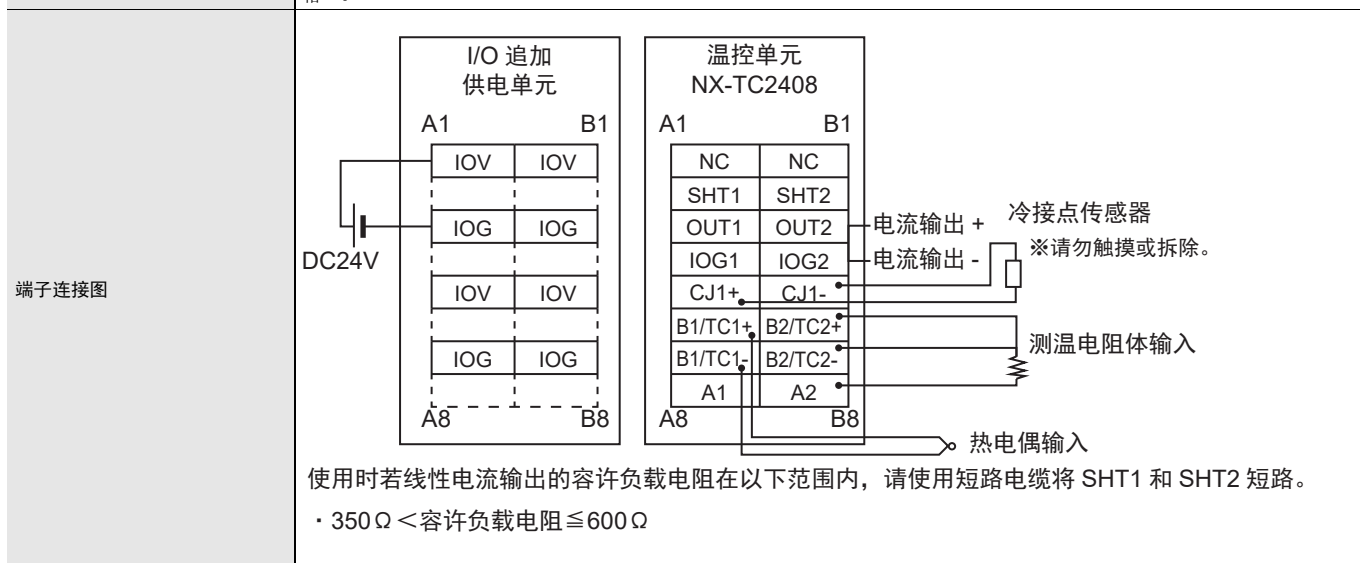 端子连接图
I/O 追加
供电单元
A1 B1
IOV IOV
IOG IOG
IOV IOV
IOG IOG
A8 B8
DC24V
温控单元
NX-TC2408
A1 B1
NC NC
SHT1 SHT2
OUT1 OUT2
IOG1 IOG2
CJ1+ CJ1-
B1/TC1+ B2/TC2+
B1/TC1- B2/TC2-
A1 A2
A8 B8
电流输出 +
电流输出 -
冷接点传感器
※请勿触摸或拆除。
测温电阻体输入
热电偶输入
使用时若线性电流输出的容许负载电阻在以下范围内，请使用短路电缆将 SHT1 和 SHT2 短路。
・350Ω＜容许负载电阻≦600Ω